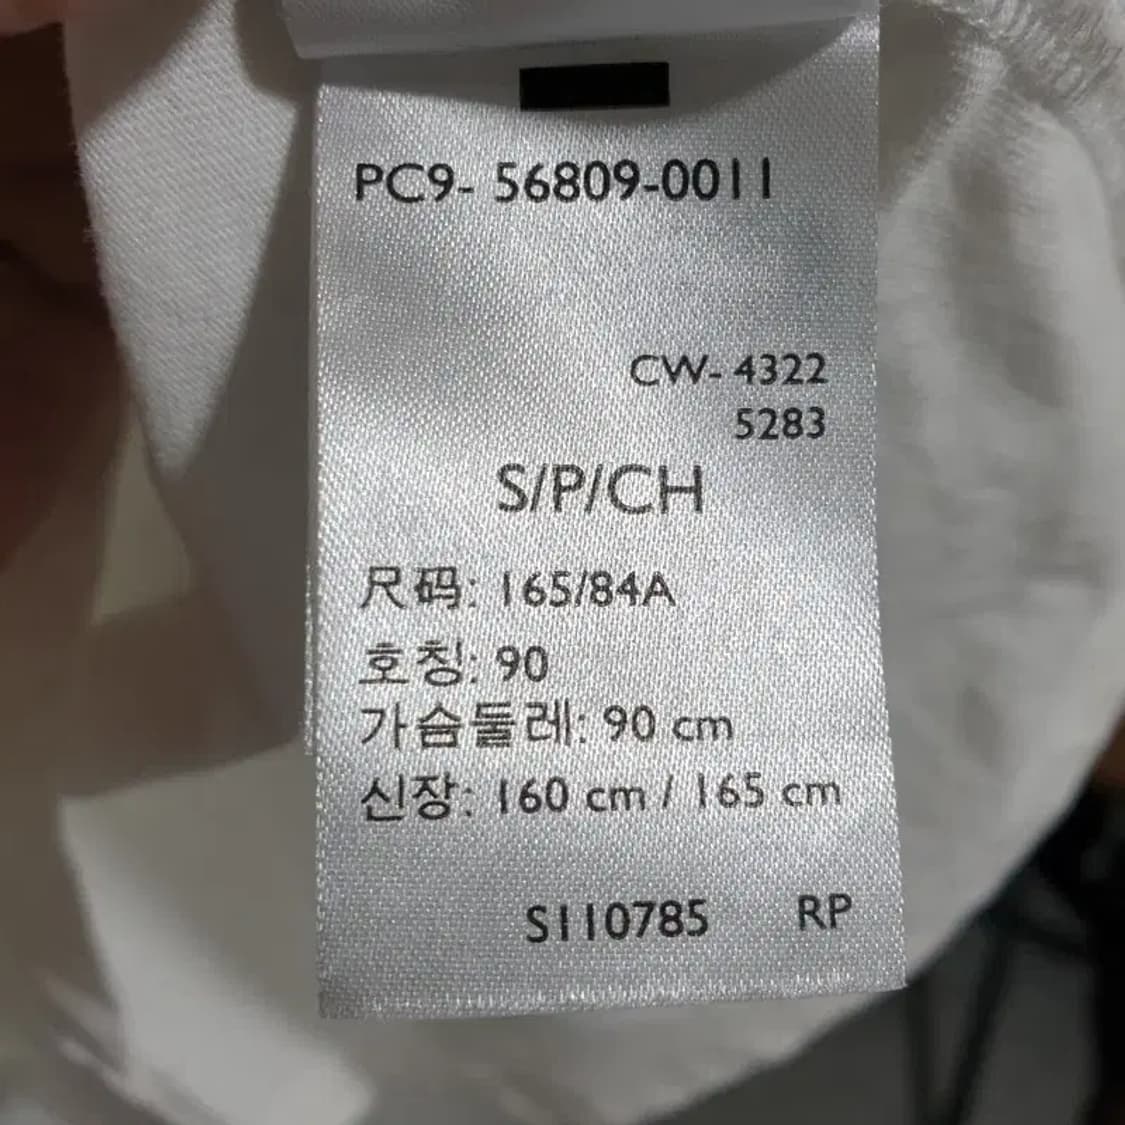 PC9- 56809-0011
CW- 4322
5283
S/P/CH
尺码: 165/84A
호칭: 90
가슴둘레: 90 cm
신장: 160 cm / 165 cm
S110785 RP